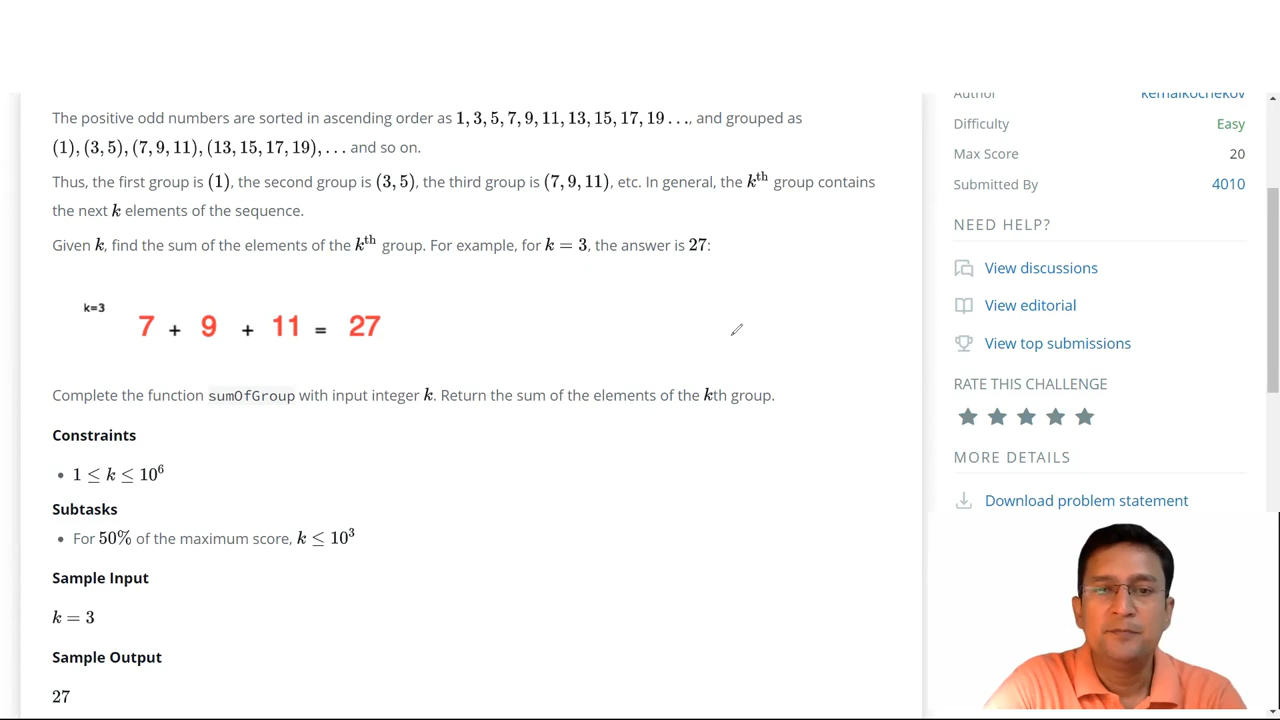 The positive odd numbers are sorted in ascending order as 1, 3, 5, 7, 9, 11, 13, 15, 17, 19 …, and grouped as
(1), (3, 5), (7, 9, 11), (13, 15, 17, 19), … and so on.
Thus, the first group is (1), the second group is (3, 5), the third group is (7, 9, 11), etc. In general, the kᵗʰ group contains
the next k elements of the sequence.
Given k, find the sum of the elements of the kᵗʰ group. For example, for k = 3, the answer is 27:
k=3
7 + 9 + 11 = 27
Complete the function sumOfGroup with input integer k. Return the sum of the elements of the kth group.
Constraints
• 1 ≤ k ≤ 10⁶
Subtasks
• For 50% of the maximum score, k ≤ 10³
Sample Input
k = 3
Sample Output
27
Author Kemalkochekov
Difficulty Easy
Max Score 20
Submitted By 4010
NEED HELP?
View discussions
View editorial
View top submissions
RATE THIS CHALLENGE
MORE DETAILS
Download problem statement